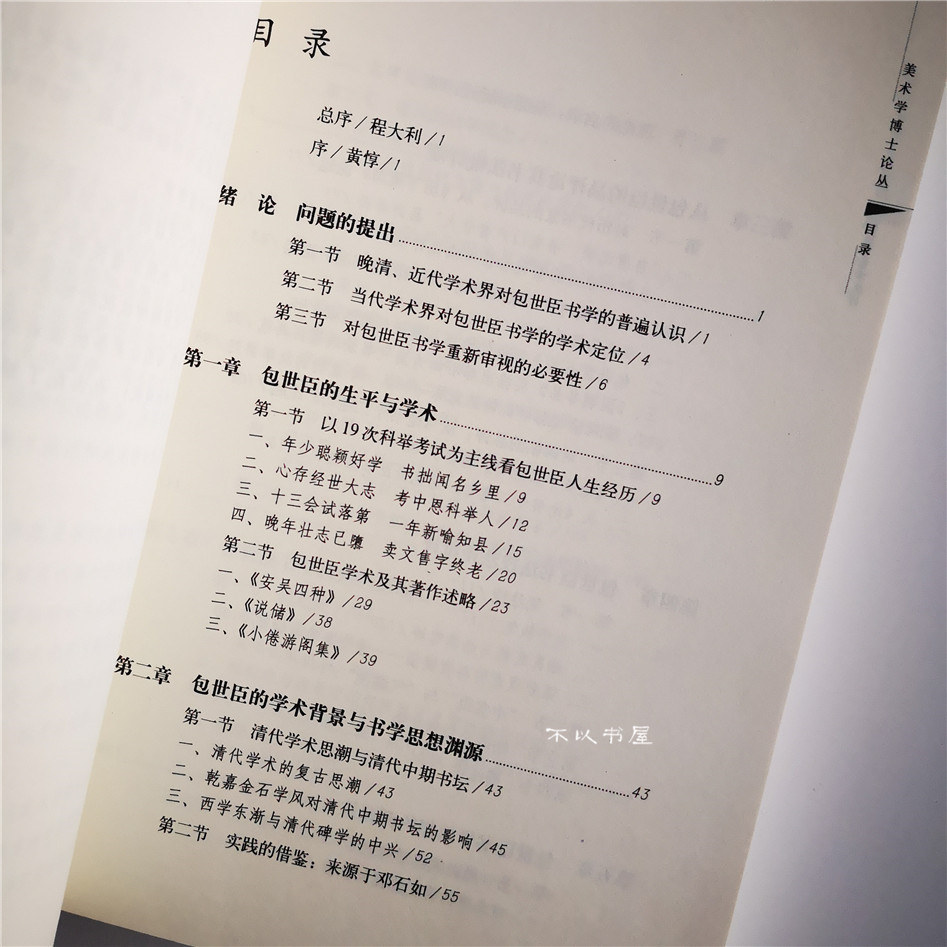 目 录
总序/程大利/1
序/黄惇/1
绪 论 问题的提出……1
第一节 晚清、近代学术界对包世臣书学的普遍认识/1
第二节 当代学术界对包世臣书学的学术定位/4
第三节 对包世臣书学重新审视的必要性/6
第一章 包世臣的生平与学术……9
第一节 以19次科举考试为主线看包世臣人生经历/9
一、年少聪颖好学 书拙闻名乡里/9
二、心存经世大志 考中恩科举人/12
三、十三会试落第 一年新喻知县/15
四、晚年壮志已隳 卖文售字终老/20
第二节 包世臣学术及其著作述略/23
一、《安吴四种》/29
二、《说储》/38
三、《小倦游阁集》/39
第二章 包世臣的学术背景与书学思想渊源……43
第一节 清代学术思潮与清代中期书坛/43
一、清代学术的复古思潮/43
二、乾嘉金石学风对清代中期书坛的影响/45
三、西学东渐与清代碑学的中兴/52
第二节 实践的借鉴：来源于邓石如/55
美术学博士论丛
目录
不以书屋